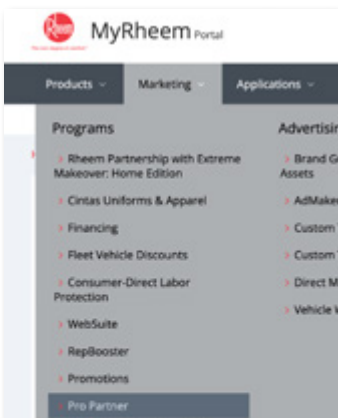 Rheem
MyRheem Portal
Products
Marketing
Applications
Programs
Rheem Partnership with Extreme
Makeover: Home Edition
Cintas Uniforms & Apparel
Financing
Fleet Vehicle Discounts
Consumer-Direct Labor
Protection
WebSuite
RepBooster
Promotions
Pro Partner
Advertisin
Brand G
Assets
AdMaker
Custom
Custom
Direct M
Vehicle